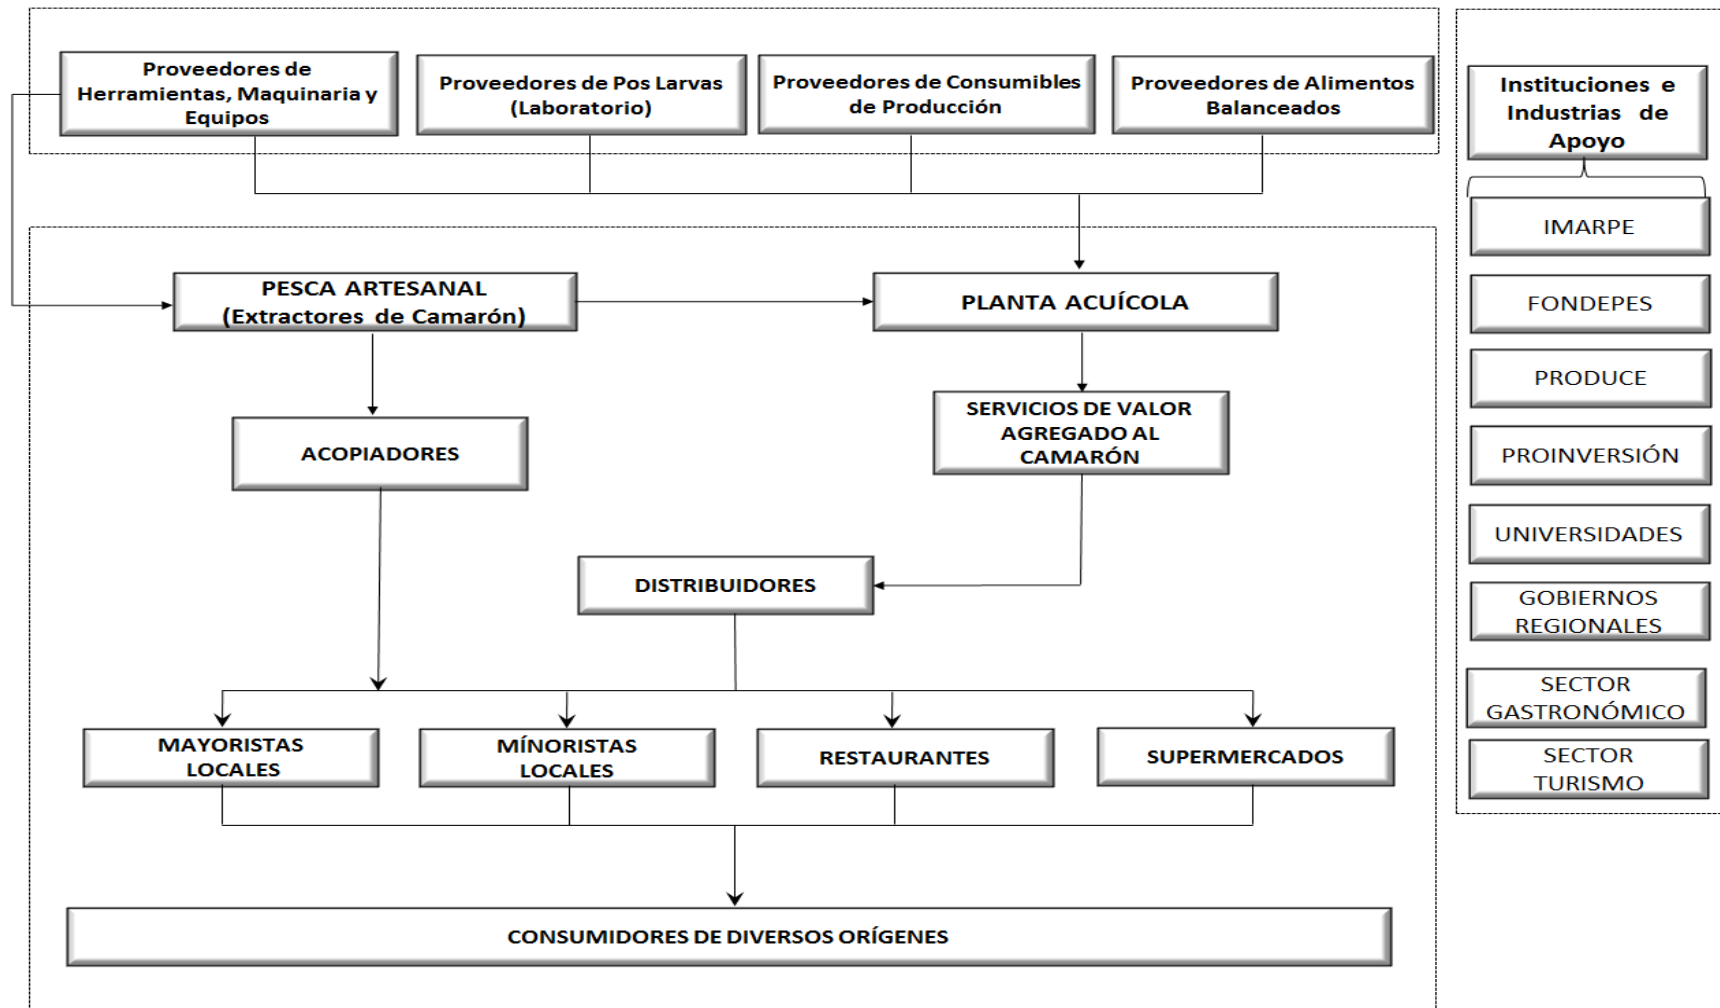 Proveedores de
Herramientas, Maquinaria y
Equipos
Proveedores de Pos Larvas
(Laboratorio)
Proveedores de Consumibles
de Producción
Proveedores de Alimentos
Balanceados
PESCA ARTESANAL
(Extractores de Camarón)
PLANTA ACUÍCOLA
ACOPIADORES
SERVICIOS DE VALOR
AGREGADO AL
CAMARÓN
DISTRIBUIDORES
MAYORISTAS
LOCALES
MÍNORISTAS
LOCALES
RESTAURANTES
SUPERMERCADOS
CONSUMIDORES DE DIVERSOS ORÍGENES
Instituciones e
Industrias de
Apoyo
IMARPE
FONDEPES
PRODUCE
PROINVERSIÓN
UNIVERSIDADES
GOBIERNOS
REGIONALES
SECTOR
GASTRONÓMICO
SECTOR
TURISMO